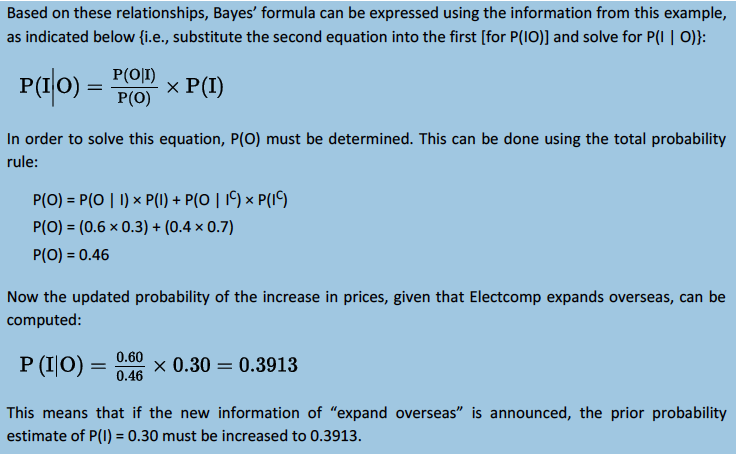 Based on these relationships, Bayes’ formula can be expressed using the information from this example,
as indicated below {i.e., substitute the second equation into the first [for P(IO)] and solve for P(I | O)}:
P(I|O) = P(O|I)/P(O) × P(I)
In order to solve this equation, P(O) must be determined. This can be done using the total probability
rule:
P(O) = P(O | I) × P(I) + P(O | Iᶜ) × P(Iᶜ)
P(O) = (0.6 × 0.3) + (0.4 × 0.7)
P(O) = 0.46
Now the updated probability of the increase in prices, given that Electcomp expands overseas, can be
computed:
P (I|O) = 0.60/0.46 × 0.30 = 0.3913
This means that if the new information of “expand overseas” is announced, the prior probability
estimate of P(I) = 0.30 must be increased to 0.3913.